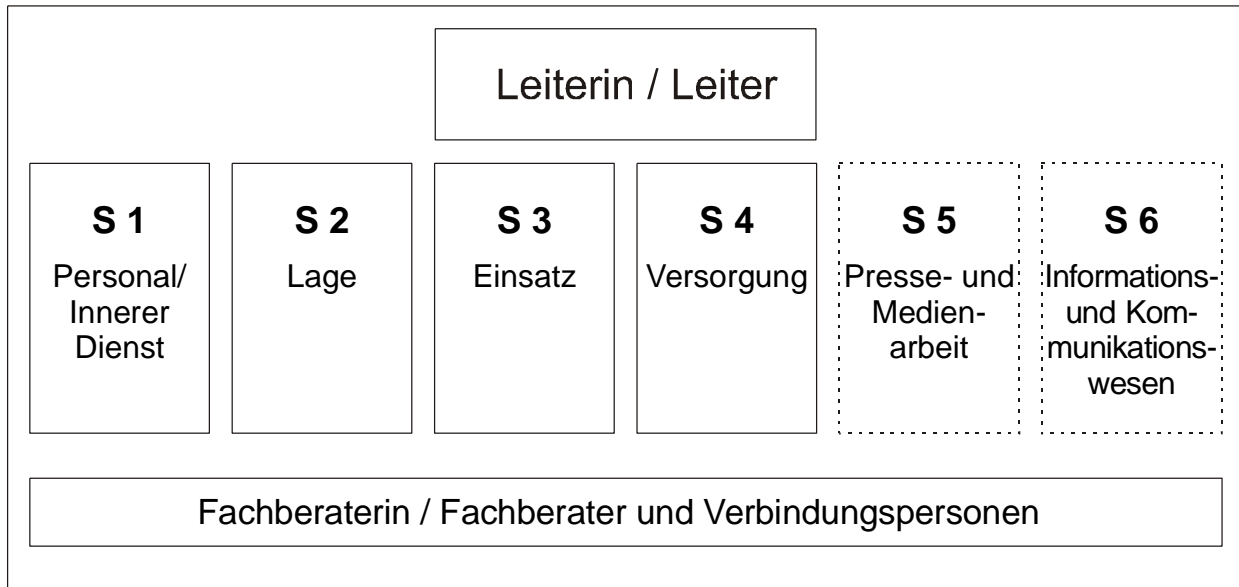 Leiterin / Leiter
S 1
Personal/
Innerer
Dienst
S 2
Lage
S 3
Einsatz
S 4
Versorgung
S 5
Presse- und
Medien-
arbeit
S 6
Informations-
und Kom-
munikations-
wesen
Fachberaterin / Fachberater und Verbindungspersonen